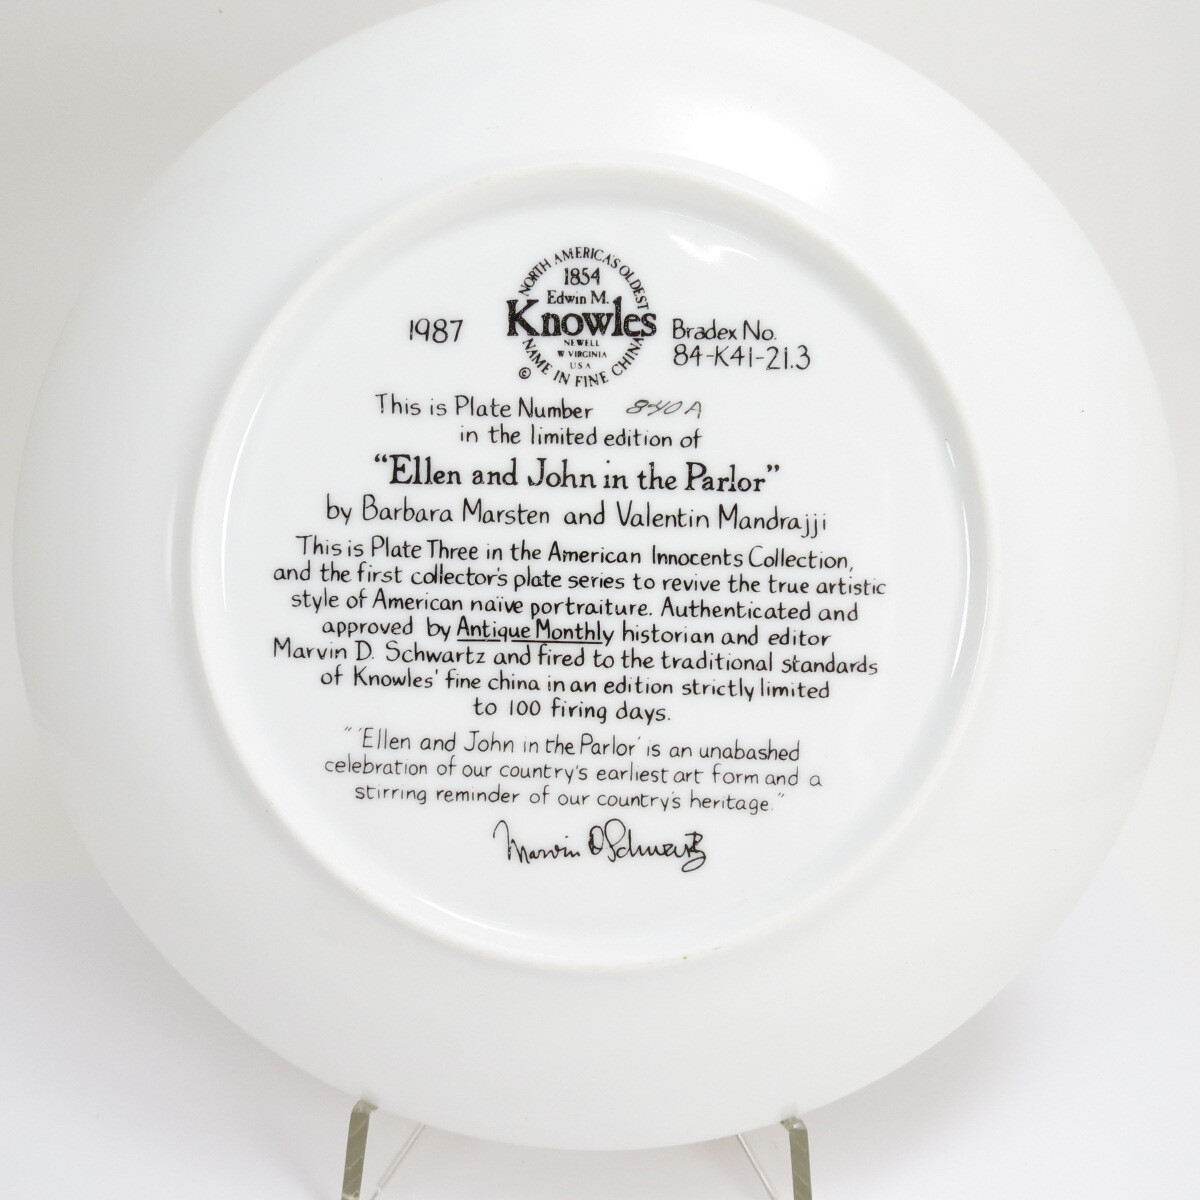 NORTH AMERICA'S OLDEST
1854
Edwin M.
Knowles
NEWELL
W VIRGINIA
USA
© NAME IN FINE CHINA
1987
Bradex No.
84-K41-21.3
This is Plate Number 840A
in the limited edition of
“Ellen and John in the Parlor”
by Barbara Marsten and Valentin Mandrajji
This is Plate Three in the American Innocents Collection,
and the first collector's plate series to revive the true artistic
style of American naïve portraiture. Authenticated and
approved by Antique Monthly historian and editor
Marvin D. Schwartz and fired to the traditional standards
of Knowles' fine china in an edition strictly limited
to 100 firing days.
"'Ellen and John in the Parlor' is an unabashed
celebration of our country's earliest art form and a
stirring reminder of our country's heritage."
Marvin D Schwartz